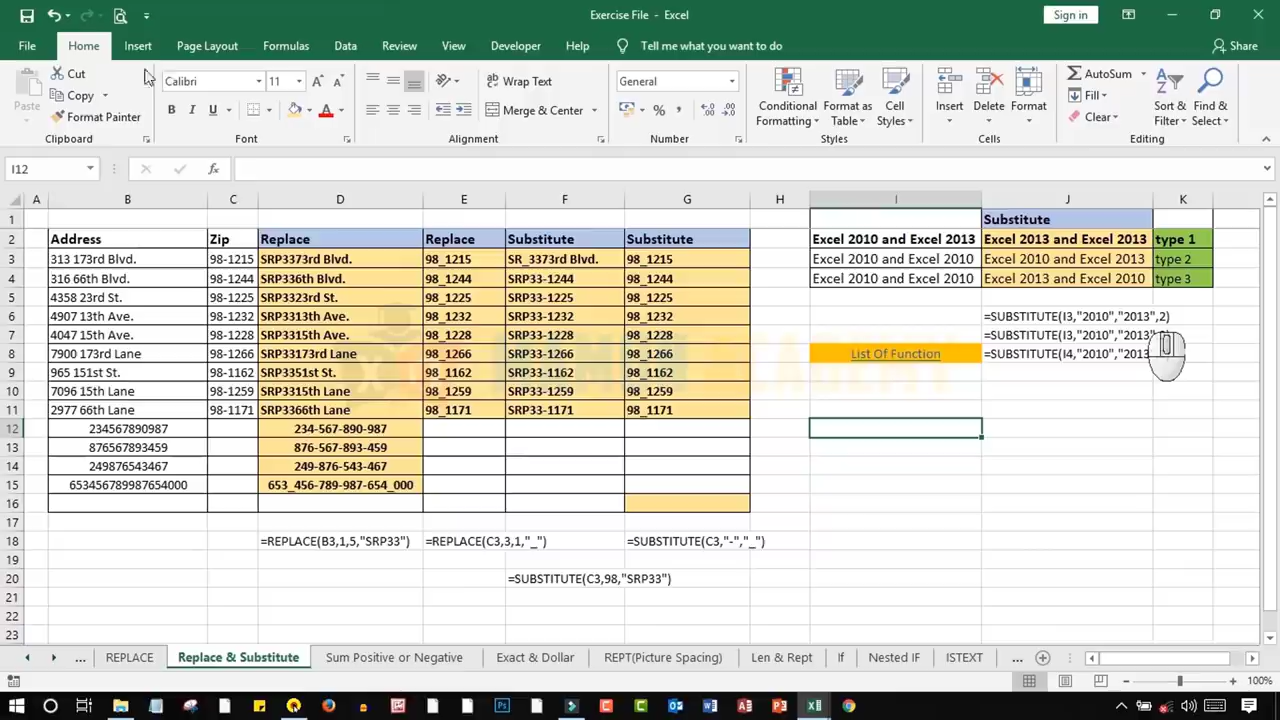 Exercise File - Excel
Sign in
File Home Insert Page Layout Formulas Data Review View Developer Help Tell me what you want to do Share
Paste Cut Copy Format Painter
Calibri 11
B I U
Wrap Text
Merge & Center
General
Conditional Formatting Format as Table Cell Styles
Insert Delete Format
AutoSum Fill Clear
Sort & Filter Find & Select
Clipboard Font Alignment Number Styles Cells Editing
I12 fx
A B C D E F G H I J K
1 Substitute
2 Address Zip Replace Replace Substitute Substitute Excel 2010 and Excel 2013 Excel 2013 and Excel 2013 type 1
3 313 173rd Blvd. 98-1215 SRP3373rd Blvd. 98_1215 SR_3373rd Blvd. 98_1215 Excel 2010 and Excel 2010 Excel 2010 and Excel 2013 type 2
4 316 66th Blvd. 98-1244 SRP336th Blvd. 98_1244 SRP33-1244 98_1244 Excel 2010 and Excel 2010 Excel 2013 and Excel 2010 type 3
5 4358 23rd St. 98-1225 SRP3323rd St. 98_1225 SRP33-1225 98_1225
6 4907 13th Ave. 98-1232 SRP3313th Ave. 98_1232 SRP33-1232 98_1232 =SUBSTITUTE(I3,"2010","2013",2)
7 4047 15th Ave. 98-1228 SRP3315th Ave. 98_1228 SRP33-1228 98_1228 =SUBSTITUTE(I3,"2010","2013"
8 7900 173rd Lane 98-1266 SRP33173rd Lane 98_1266 SRP33-1266 98_1266 List Of Function =SUBSTITUTE(I4,"2010","2013
9 965 151st St. 98-1162 SRP3351st St. 98_1162 SRP33-1162 98_1162
10 7096 15th Lane 98-1259 SRP3315th Lane 98_1259 SRP33-1259 98_1259
11 2977 66th Lane 98-1171 SRP3366th Lane 98_1171 SRP33-1171 98_1171
12 234567890987 234-567-890-987
13 876567893459 876-567-893-459
14 249876543467 249-876-543-467
15 653456789987654000 653_456-789-987-654_000
16
17
18 =REPLACE(B3,1,5,"SRP33") =REPLACE(C3,3,1,"_") =SUBSTITUTE(C3,"-","_")
19
20 =SUBSTITUTE(C3,98,"SRP33")
21
22
23
... REPLACE Replace & Substitute Sum Positive or Negative Exact & Dollar REPT(Picture Spacing) Len & Rept If Nested IF ISTEXT ...
100%